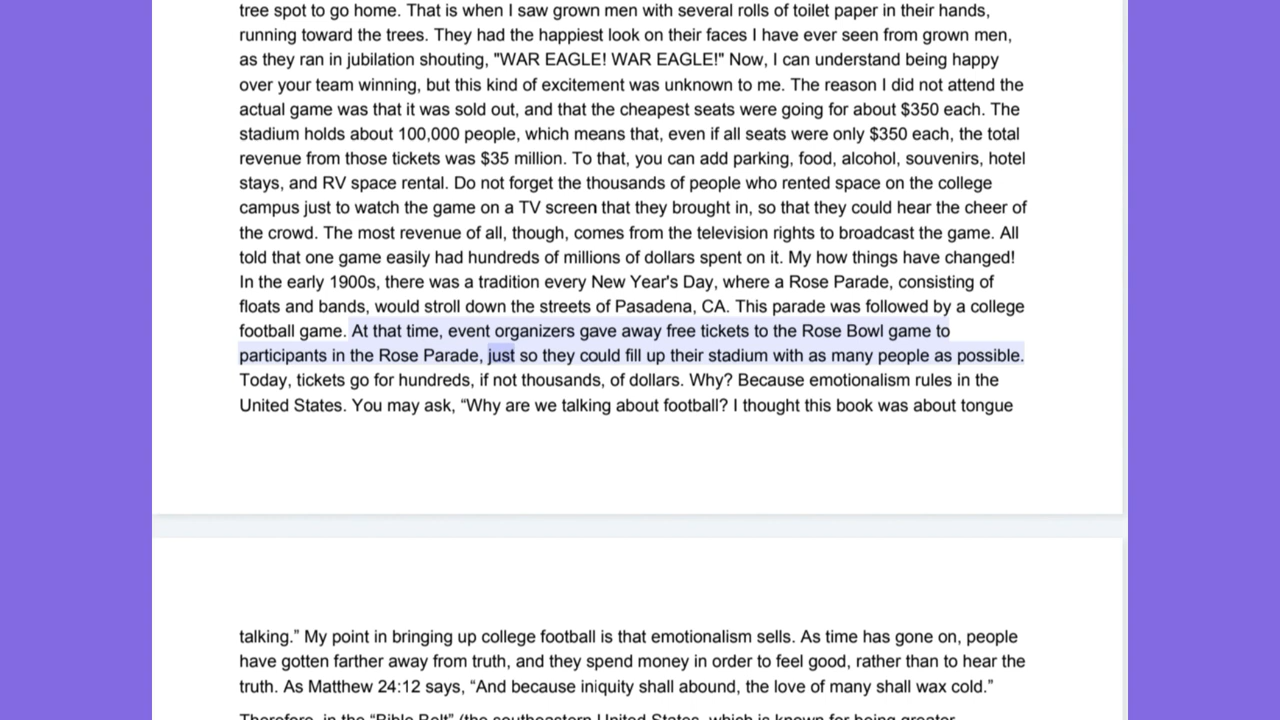 tree spot to go home. That is when I saw grown men with several rolls of toilet paper in their hands,
running toward the trees. They had the happiest look on their faces I have ever seen from grown men,
as they ran in jubilation shouting, "WAR EAGLE! WAR EAGLE!" Now, I can understand being happy
over your team winning, but this kind of excitement was unknown to me. The reason I did not attend the
actual game was that it was sold out, and that the cheapest seats were going for about $350 each. The
stadium holds about 100,000 people, which means that, even if all seats were only $350 each, the total
revenue from those tickets was $35 million. To that, you can add parking, food, alcohol, souvenirs, hotel
stays, and RV space rental. Do not forget the thousands of people who rented space on the college
campus just to watch the game on a TV screen that they brought in, so that they could hear the cheer of
the crowd. The most revenue of all, though, comes from the television rights to broadcast the game. All
told that one game easily had hundreds of millions of dollars spent on it. My how things have changed!
In the early 1900s, there was a tradition every New Year's Day, where a Rose Parade, consisting of
floats and bands, would stroll down the streets of Pasadena, CA. This parade was followed by a college
football game. At that time, event organizers gave away free tickets to the Rose Bowl game to
participants in the Rose Parade, just so they could fill up their stadium with as many people as possible.
Today, tickets go for hundreds, if not thousands, of dollars. Why? Because emotionalism rules in the
United States. You may ask, “Why are we talking about football? I thought this book was about tongue
talking.” My point in bringing up college football is that emotionalism sells. As time has gone on, people
have gotten farther away from truth, and they spend money in order to feel good, rather than to hear the
truth. As Matthew 24:12 says, “And because iniquity shall abound, the love of many shall wax cold.”
Therefore, in the “Bible Belt” (the southeastern United States, which is known for being greater